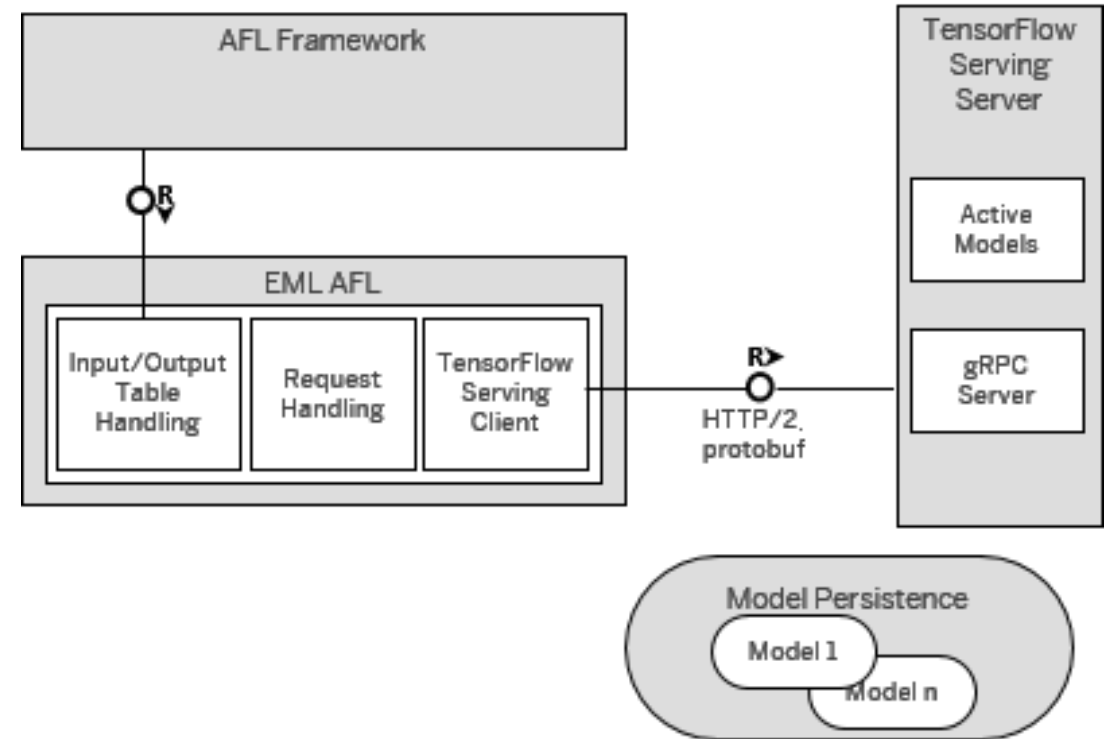 AFL Framework
R
EML AFL
Input/Output
Table
Handling
Request
Handling
TensorFlow
Serving
Client
R
HTTP/2,
protobuf
TensorFlow
Serving
Server
Active
Models
gRPC
Server
Model Persistence
Model 1
Model n